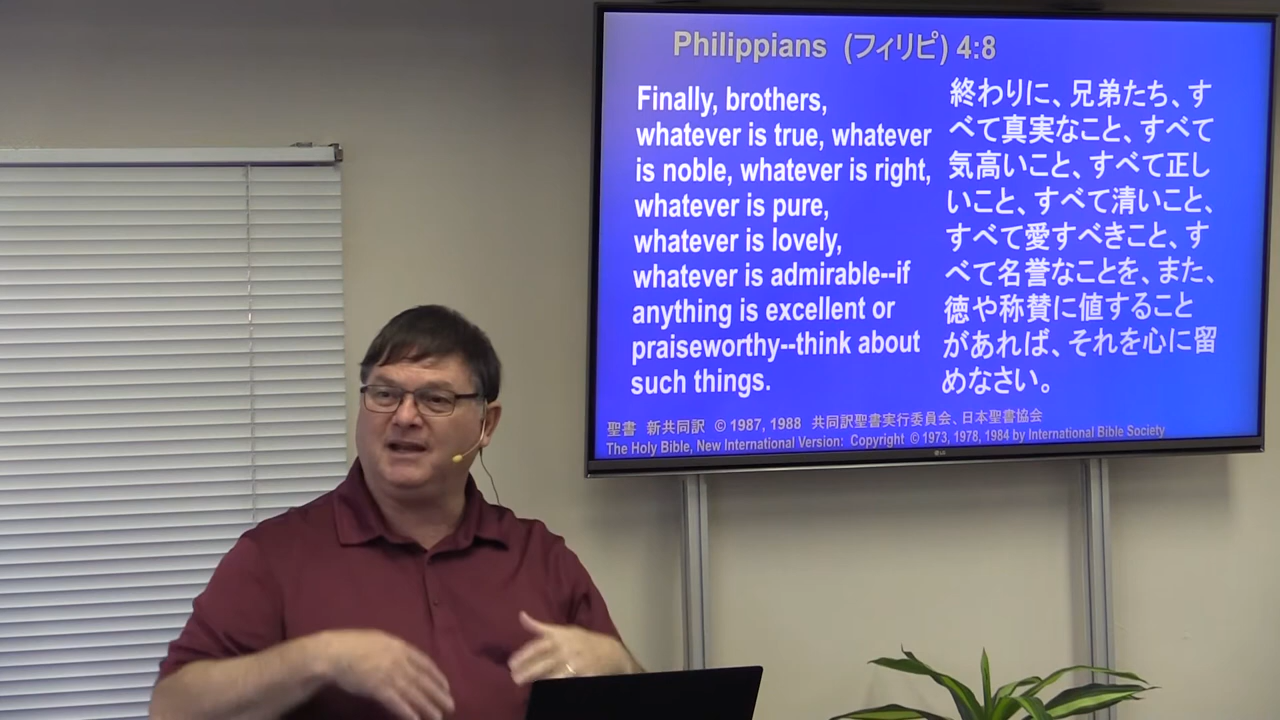 Philippians (フィリピ) 4:8
Finally, brothers,
whatever is true, whatever
is noble, whatever is right,
whatever is pure,
whatever is lovely,
whatever is admirable--if
anything is excellent or
praiseworthy--think about
such things.
終わりに、兄弟たち、す
べて真実なこと、すべて
気高いこと、すべて正し
いこと、すべて清いこと、
すべて愛すべきこと、す
べて名誉なことを、また、
徳や称賛に値すること
があれば、それを心に留
めなさい。
聖書 新共同訳 © 1987, 1988 共同訳聖書実行委員会、日本聖書協会
The Holy Bible, New International Version: Copyright © 1973, 1978, 1984 by International Bible Society
LG